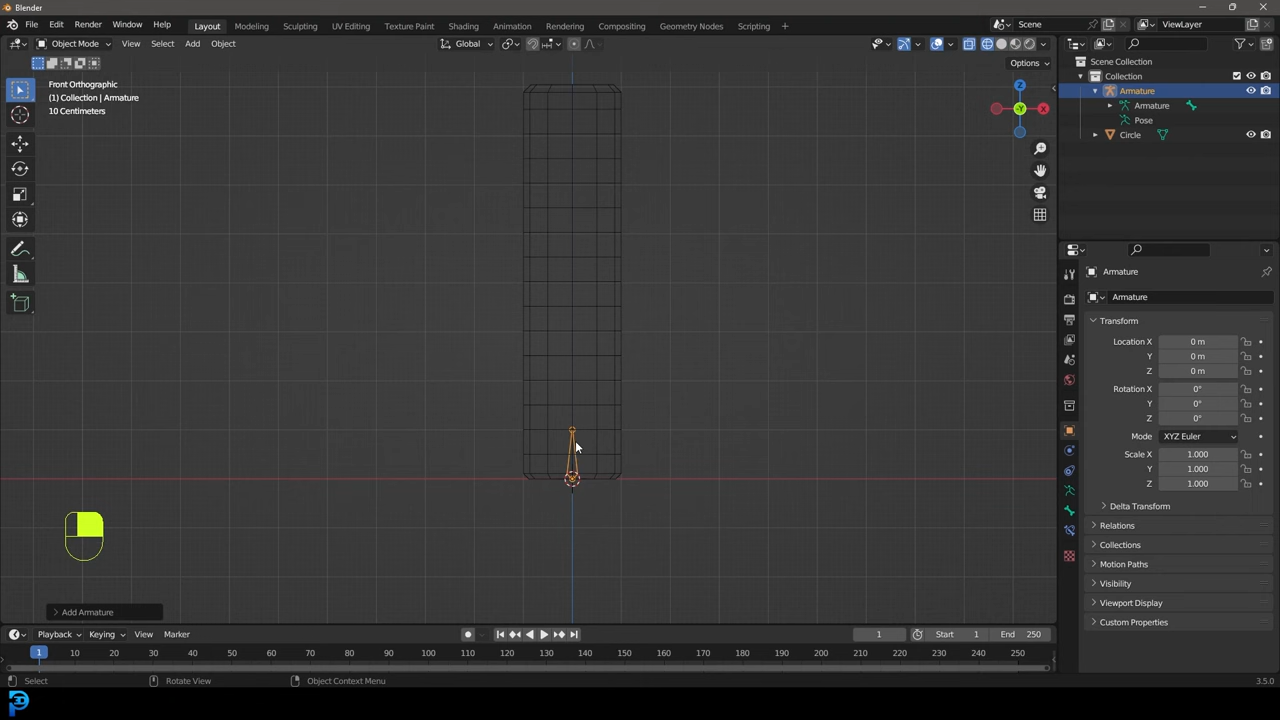 Blender
File Edit Render Window Help Layout Modeling Sculpting UV Editing Texture Paint Shading Animation Rendering Compositing Geometry Nodes Scripting + Scene ViewLayer
Object Mode View Select Add Object Global
Options
Front Orthographic
(1) Collection | Armature
10 Centimeters
Z
X
-Y
Scene Collection
Collection
Armature
Armature
Pose
Circle
Armature
Armature
Transform
Location X 0 m
Y 0 m
Z 0 m
Rotation X 0°
Y 0°
Z 0°
Mode XYZ Euler
Scale X 1.000
Y 1.000
Z 1.000
Delta Transform
Relations
Collections
Motion Paths
Visibility
Viewport Display
Custom Properties
Add Armature
Playback Keying View Marker 1 Start 1 End 250
1 10 20 30 40 50 60 70 80 90 100 110 120 130 140 150 160 170 180 190 200 210 220 230 240 250
Select Rotate View Object Context Menu 3.5.0